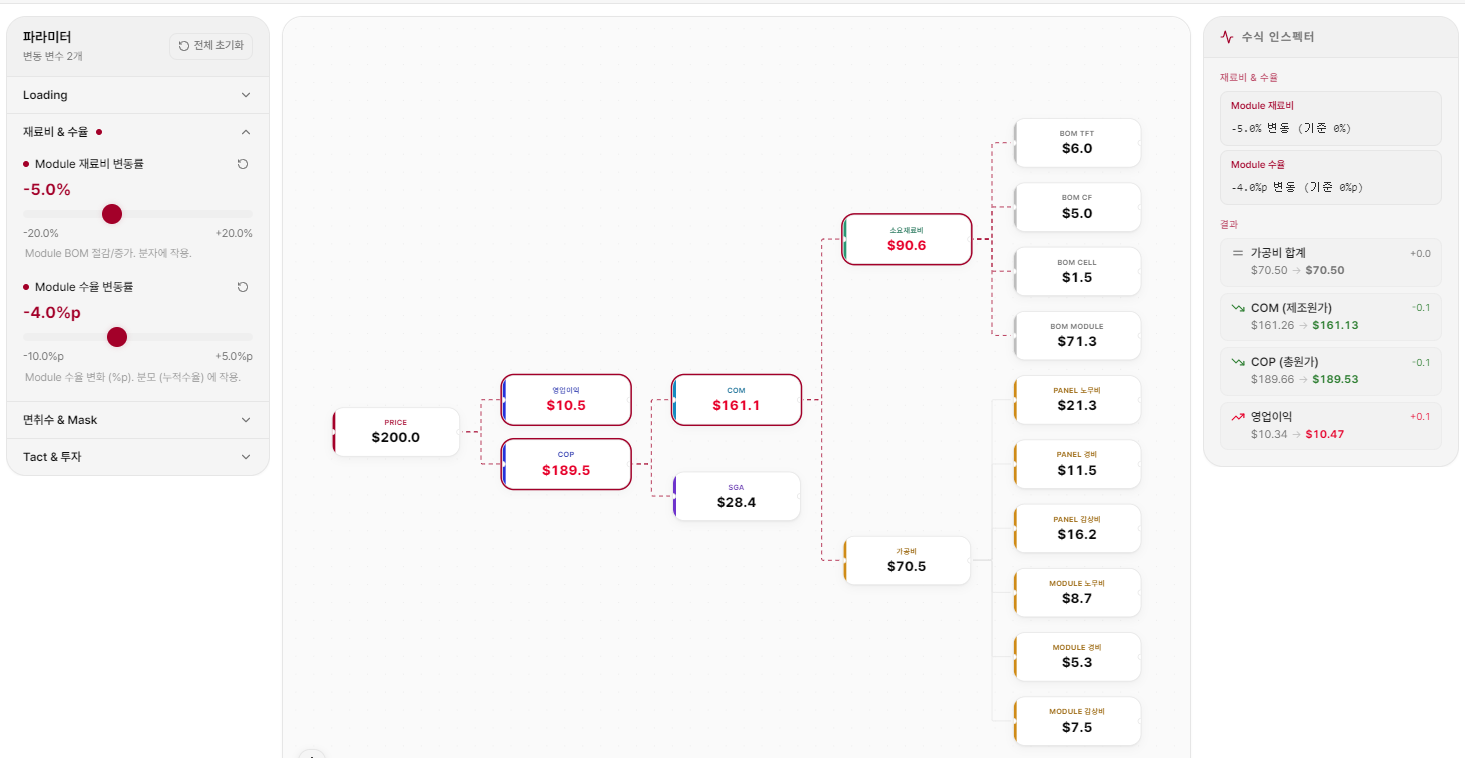 파라미터
변동 변수 2개
전체 초기화
Loading
재료비 & 수율
Module 재료비 변동률
-5.0%
-20.0% +20.0%
Module BOM 절감/증가. 분자에 작용.
Module 수율 변동률
-4.0%p
-10.0%p +5.0%p
Module 수율 변화 (%p). 분모 (누적수율) 에 작용.
면취수 & Mask
Tact & 투자
PRICE
$200.0
영업이익
$10.5
COP
$189.5
COM
$161.1
SGA
$28.4
소요재료비
$90.6
가공비
$70.5
BOM TFT
$6.0
BOM CF
$5.0
BOM CELL
$1.5
BOM MODULE
$71.3
PANEL 노무비
$21.3
PANEL 경비
$11.5
PANEL 감상비
$16.2
MODULE 노무비
$8.7
MODULE 경비
$5.3
MODULE 감상비
$7.5
수식 인스펙터
재료비 & 수율
Module 재료비
-5.0% 변동 (기준 0%)
Module 수율
-4.0%p 변동 (기준 0%p)
결과
가공비 합계 +0.0
$70.50 → $70.50
COM (제조원가) -0.1
$161.26 → $161.13
COP (총원가) -0.1
$189.66 → $189.53
영업이익 +0.1
$10.34 → $10.47